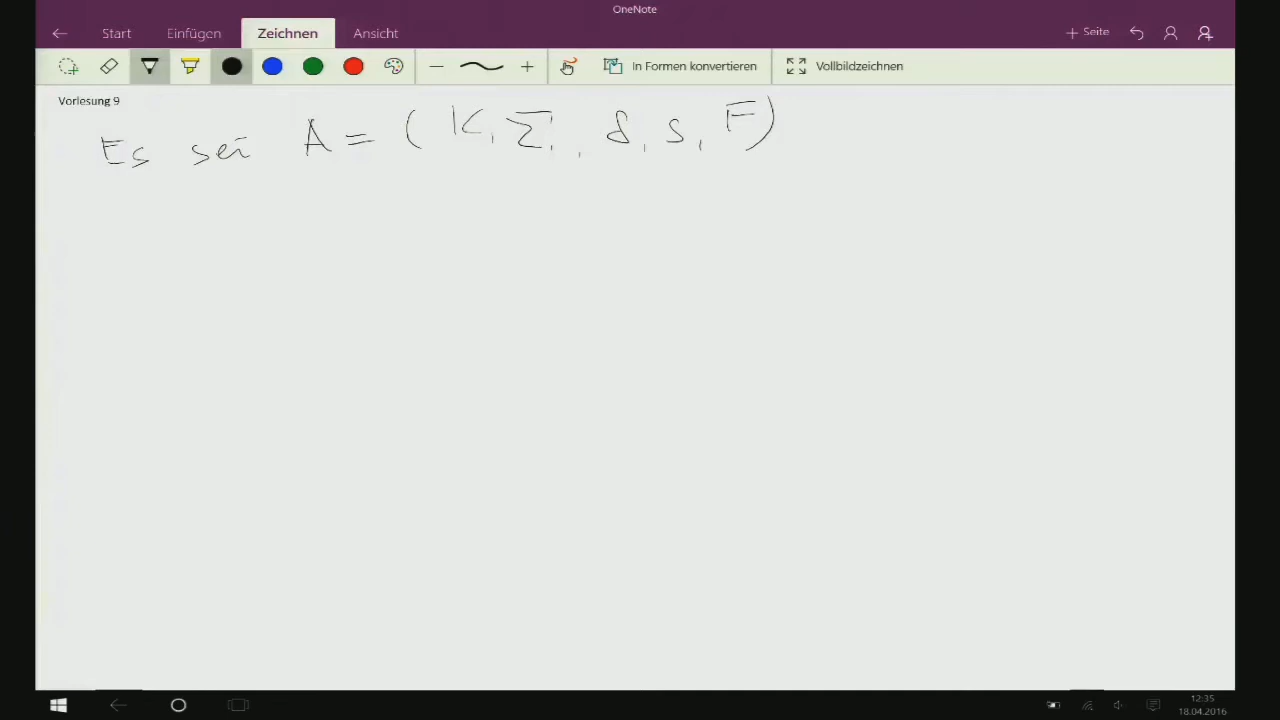 OneNote
Start Einfügen Zeichnen Ansicht Seite
In Formen konvertieren Vollbildzeichnen
Vorlesung 9
Es sei A = ( K, Σ, , δ, s, F)
12:35
18.04.2016